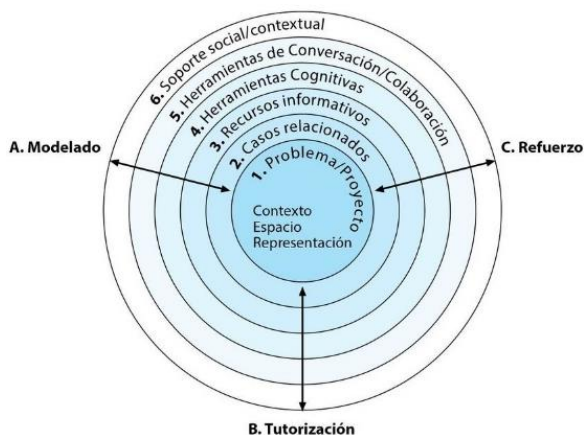 6. Soporte social/contextual
5. Herramientas de Conversación/Colaboración
4. Herramientas Cognitivas
3. Recursos informativos
2. Casos relacionados
1. Problema/Proyecto
Contexto
Espacio
Representación
A. Modelado
C. Refuerzo
B. Tutorización